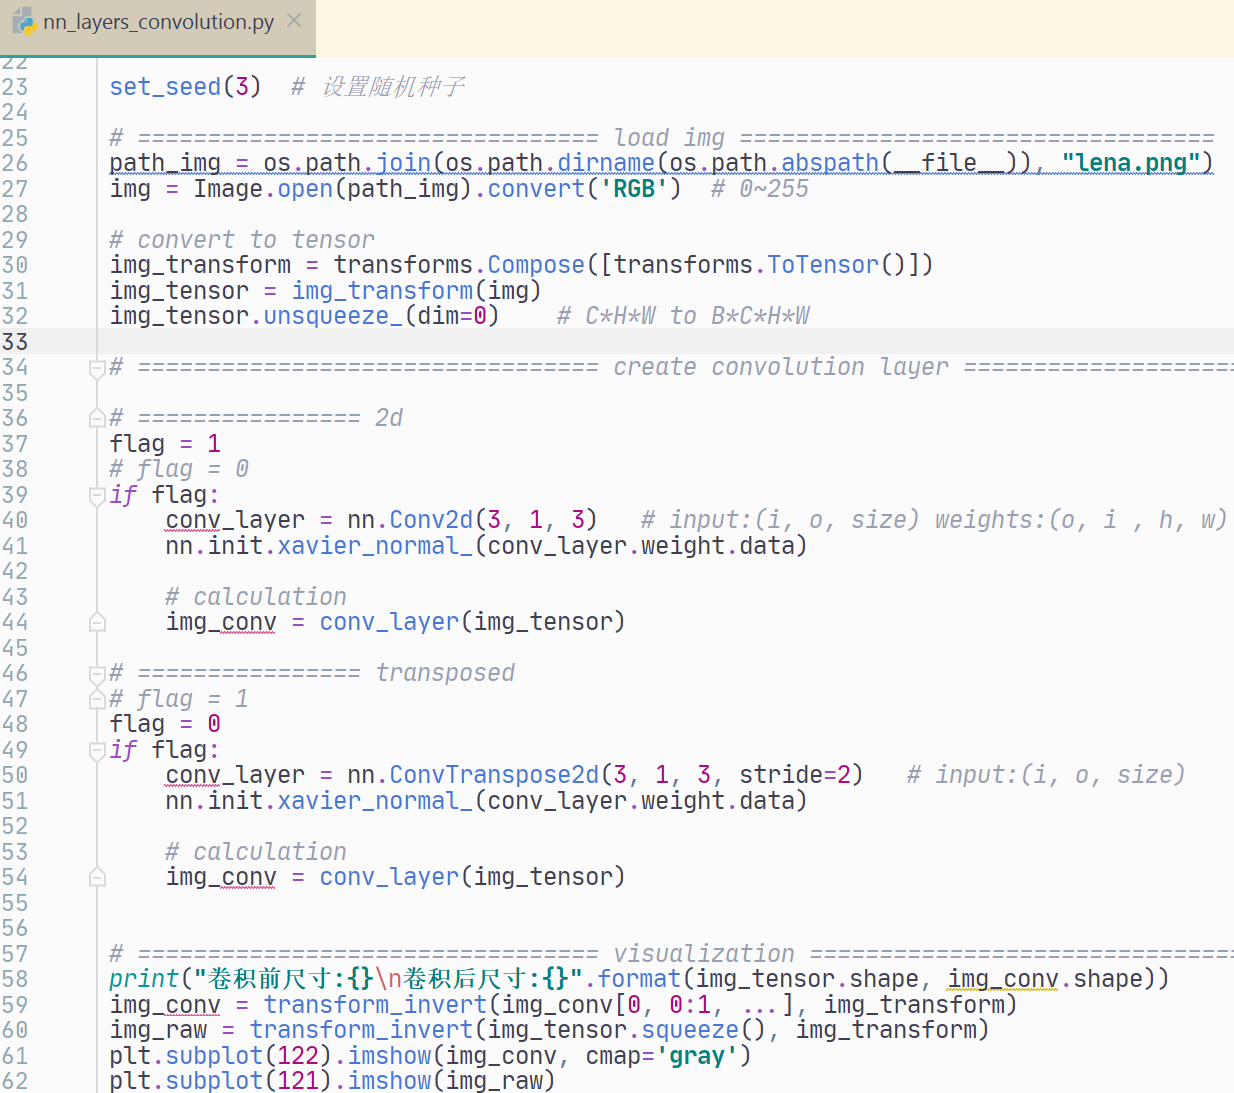 nn_layers_convolution.py
22
23 set_seed(3)  # 设置随机种子
24
25 # ================================= load img ==================================
26 path_img = os.path.join(os.path.dirname(os.path.abspath(__file__)), "lena.png")
27 img = Image.open(path_img).convert('RGB')  # 0~255
28
29 # convert to tensor
30 img_transform = transforms.Compose([transforms.ToTensor()])
31 img_tensor = img_transform(img)
32 img_tensor.unsqueeze_(dim=0)    # C*H*W to B*C*H*W
33
34 # ================================= create convolution layer ====================
35
36 # ================ 2d
37 flag = 1
38 # flag = 0
39 if flag:
40     conv_layer = nn.Conv2d(3, 1, 3)   # input:(i, o, size) weights:(o, i , h, w)
41     nn.init.xavier_normal_(conv_layer.weight.data)
42
43     # calculation
44     img_conv = conv_layer(img_tensor)
45
46 # ================ transposed
47 # flag = 1
48 flag = 0
49 if flag:
50     conv_layer = nn.ConvTranspose2d(3, 1, 3, stride=2)   # input:(i, o, size)
51     nn.init.xavier_normal_(conv_layer.weight.data)
52
53     # calculation
54     img_conv = conv_layer(img_tensor)
55
56
57 # ================================= visualization ===============================
58 print("卷积前尺寸:{}\n卷积后尺寸:{}".format(img_tensor.shape, img_conv.shape))
59 img_conv = transform_invert(img_conv[0, 0:1, ...], img_transform)
60 img_raw = transform_invert(img_tensor.squeeze(), img_transform)
61 plt.subplot(122).imshow(img_conv, cmap='gray')
62 plt.subplot(121).imshow(img_raw)